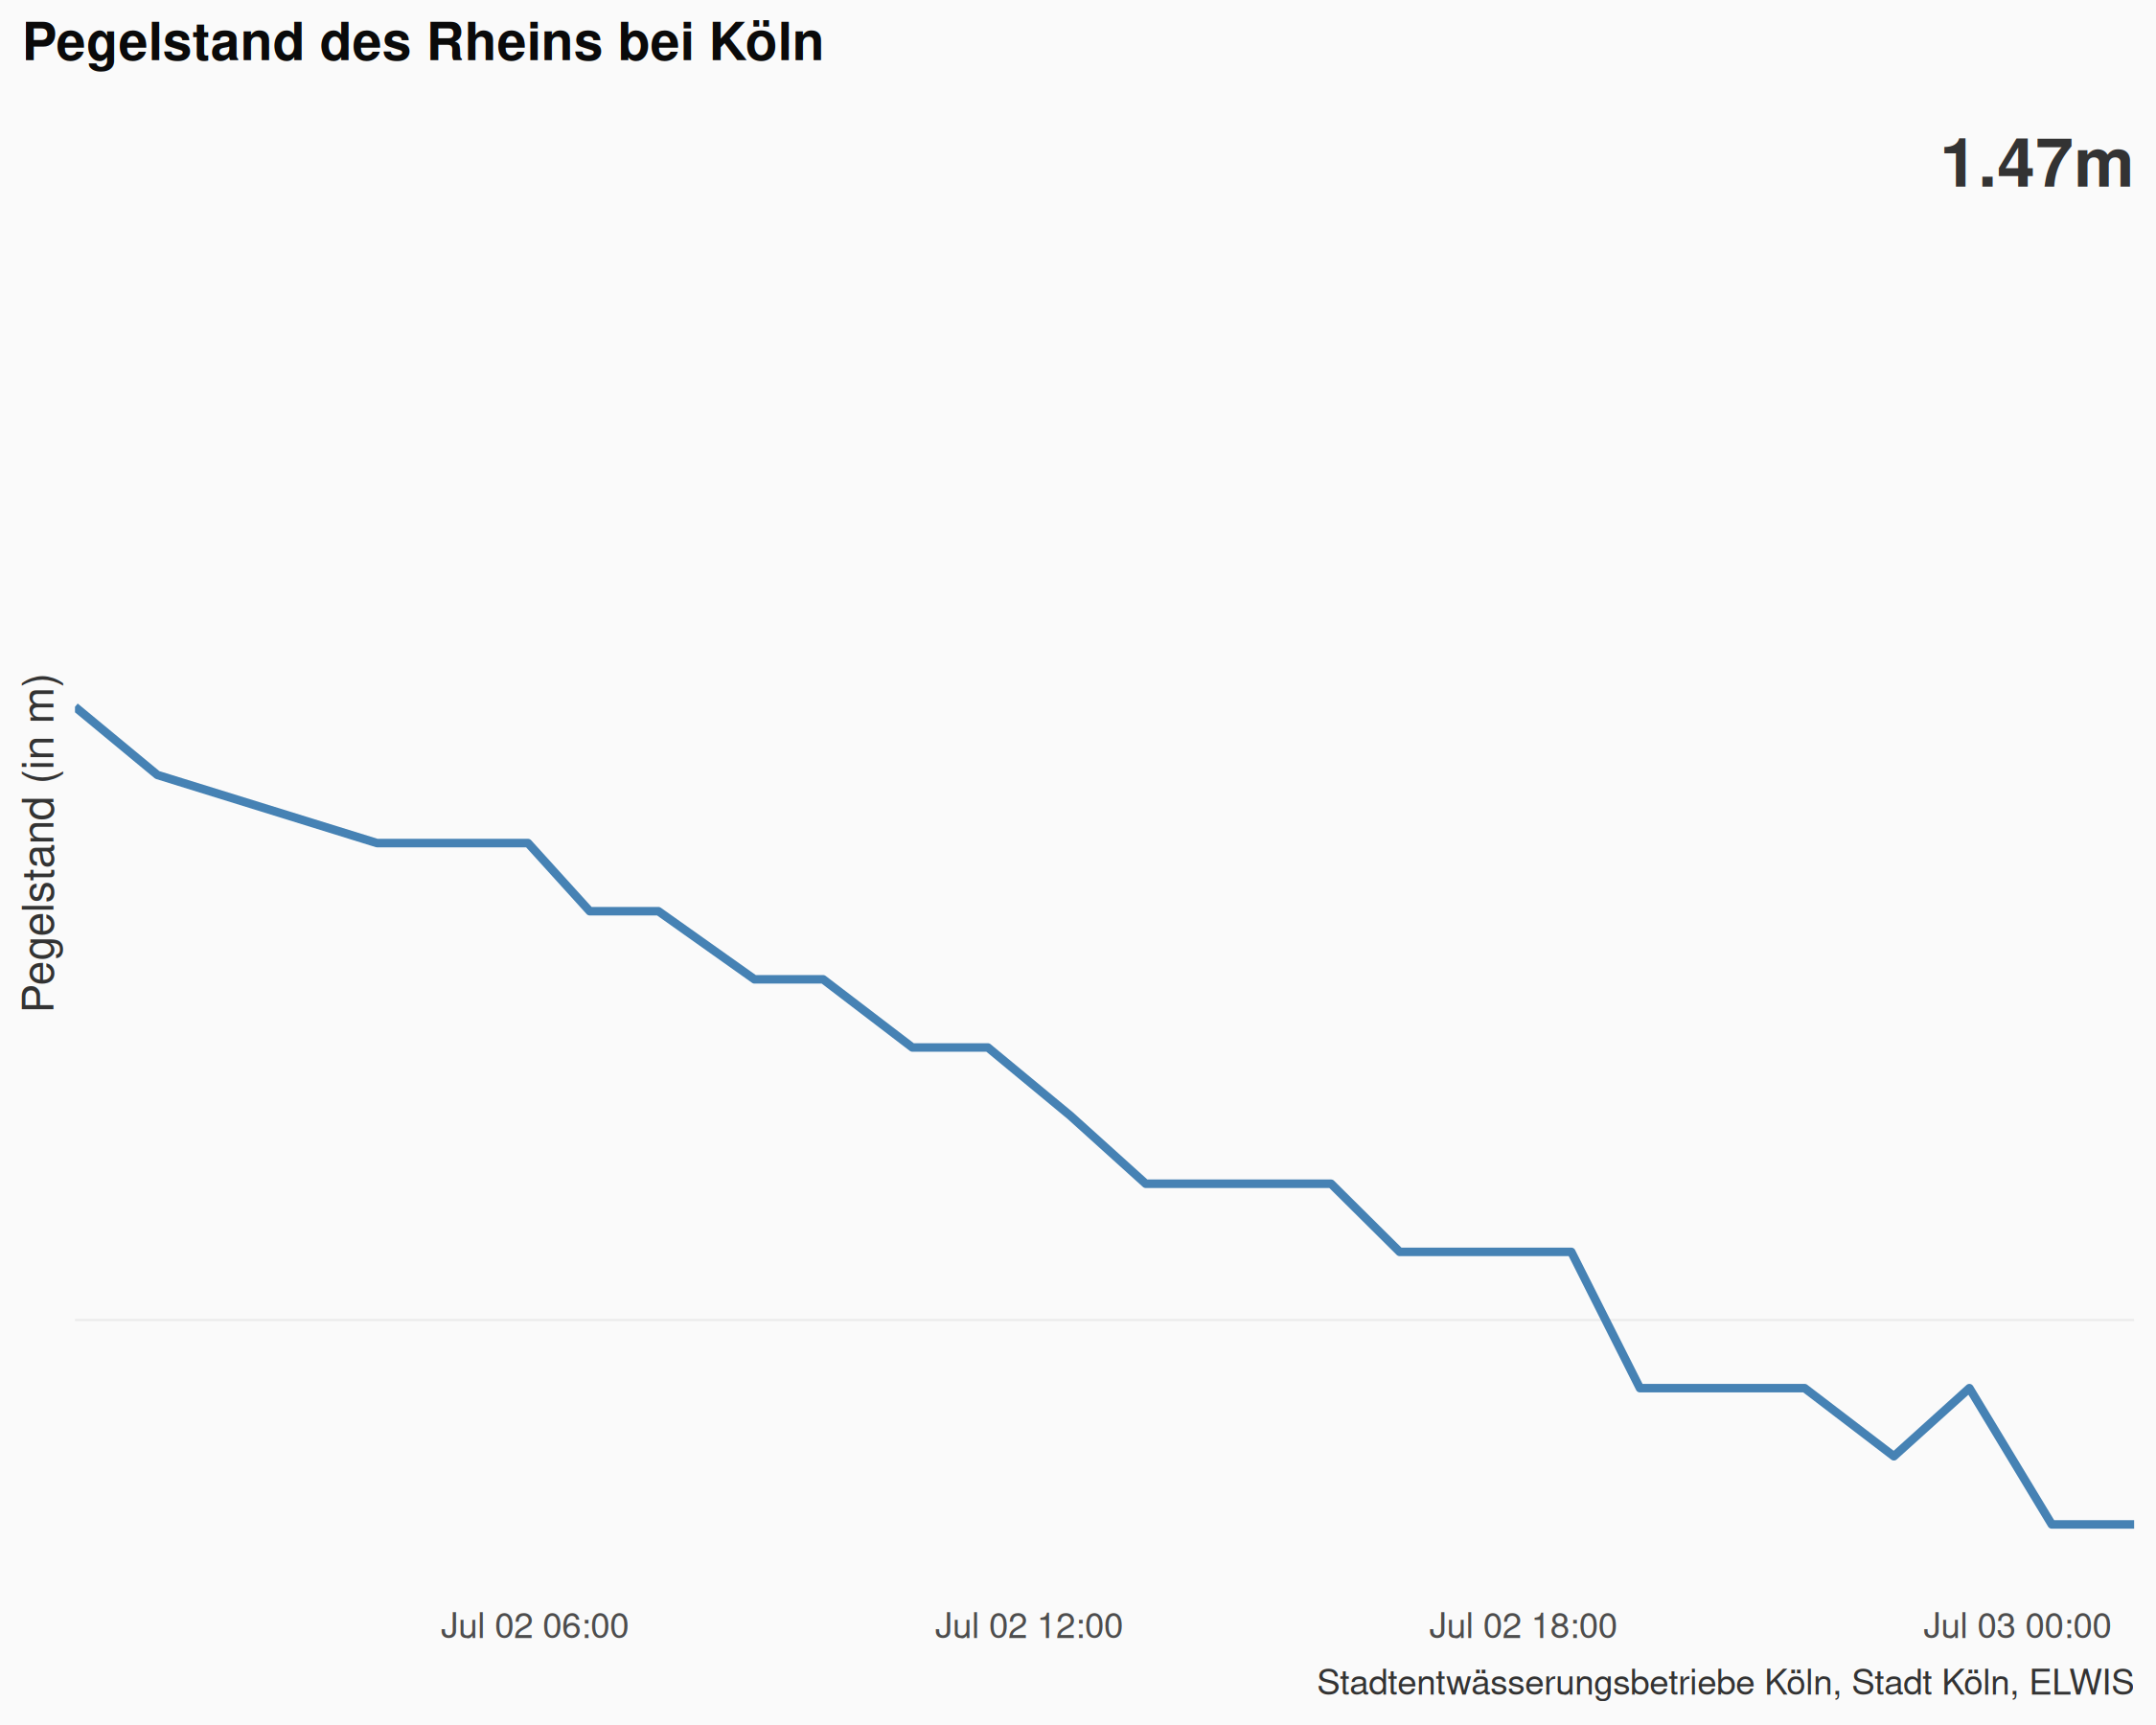 Pegelstand des Rheins bei Köln
1.47m
Pegelstand (in m)
Jul 02 06:00
Jul 02 12:00
Jul 02 18:00
Jul 03 00:00
Stadtentwässerungsbetriebe Köln, Stadt Köln, ELWIS